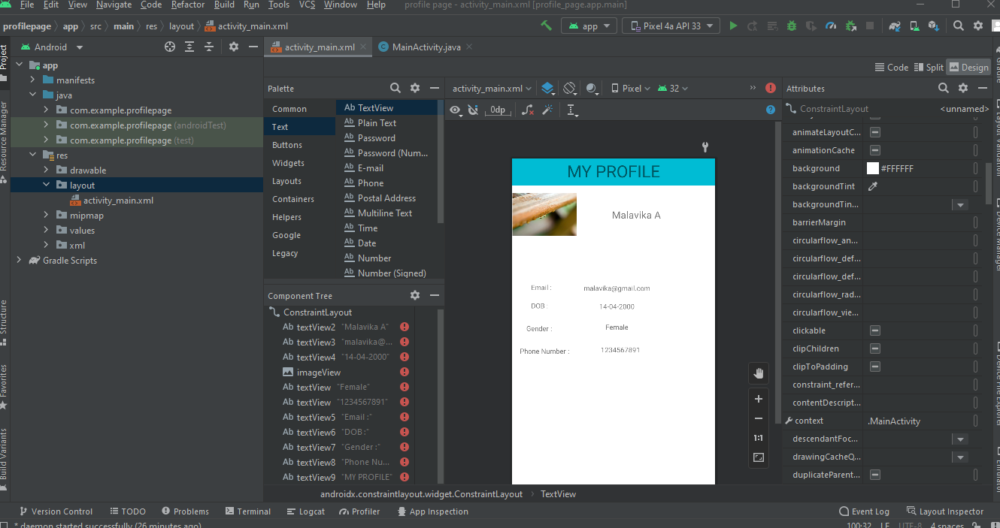 File Edit View Navigate Code Refactor Build Run Tools VCS Window Help profile page - activity_main.xml [profile_page.app.main]
profilepage app src main res layout activity_main.xml
app Pixel 4a API 33
Project
Resource Manager
Structure
Favorites
Build Variants
Android
app
manifests
java
com.example.profilepage
com.example.profilepage (androidTest)
com.example.profilepage (test)
res
drawable
layout
activity_main.xml
mipmap
values
xml
Gradle Scripts
activity_main.xml MainActivity.java
Code Split Design
Palette
Common
Text
Buttons
Widgets
Layouts
Containers
Helpers
Google
Legacy
Ab TextView
Ab Plain Text
Ab Password
Ab Password (Num...
Ab E-mail
Ab Phone
Ab Postal Address
Ab Multiline Text
Ab Time
Ab Date
Ab Number
Ab Number (Signed)
Component Tree
ConstraintLayout
Ab textView2 "Malavika A"
Ab textView3 "malavika@...
Ab textView4 "14-04-2000"
imageView
Ab textView "Female"
Ab textView "1234567891"
Ab textView5 "Email :"
Ab textView6 "DOB :"
Ab textView7 "Gender :"
Ab textView8 "Phone Nu...
Ab textView9 "MY PROFILE"
activity_main.xml Pixel 32
0dp
MY PROFILE
Malavika A
Email : malavika@gmail.com
DOB : 14-04-2000
Gender : Female
Phone Number : 1234567891
1:1
Attributes
ConstraintLayout <unnamed>
animateLayoutC...
animationCache
background #FFFFFF
backgroundTint
backgroundTin...
barrierMargin
circularflow_an...
circularflow_def...
circularflow_def...
circularflow_rad...
circularflow_vie...
clickable
clipChildren
clipToPadding
constraint_refer...
contentDescript...
context .MainActivity
descendantFoc...
drawingCacheQ...
duplicateParent...
androidx.constraintlayout.widget.ConstraintLayout TextView
Version Control TODO Problems Terminal Logcat Profiler App Inspection Event Log Layout Inspector
* daemon started successfully (26 minutes ago) 100:32 LF UTF-8 4 spaces